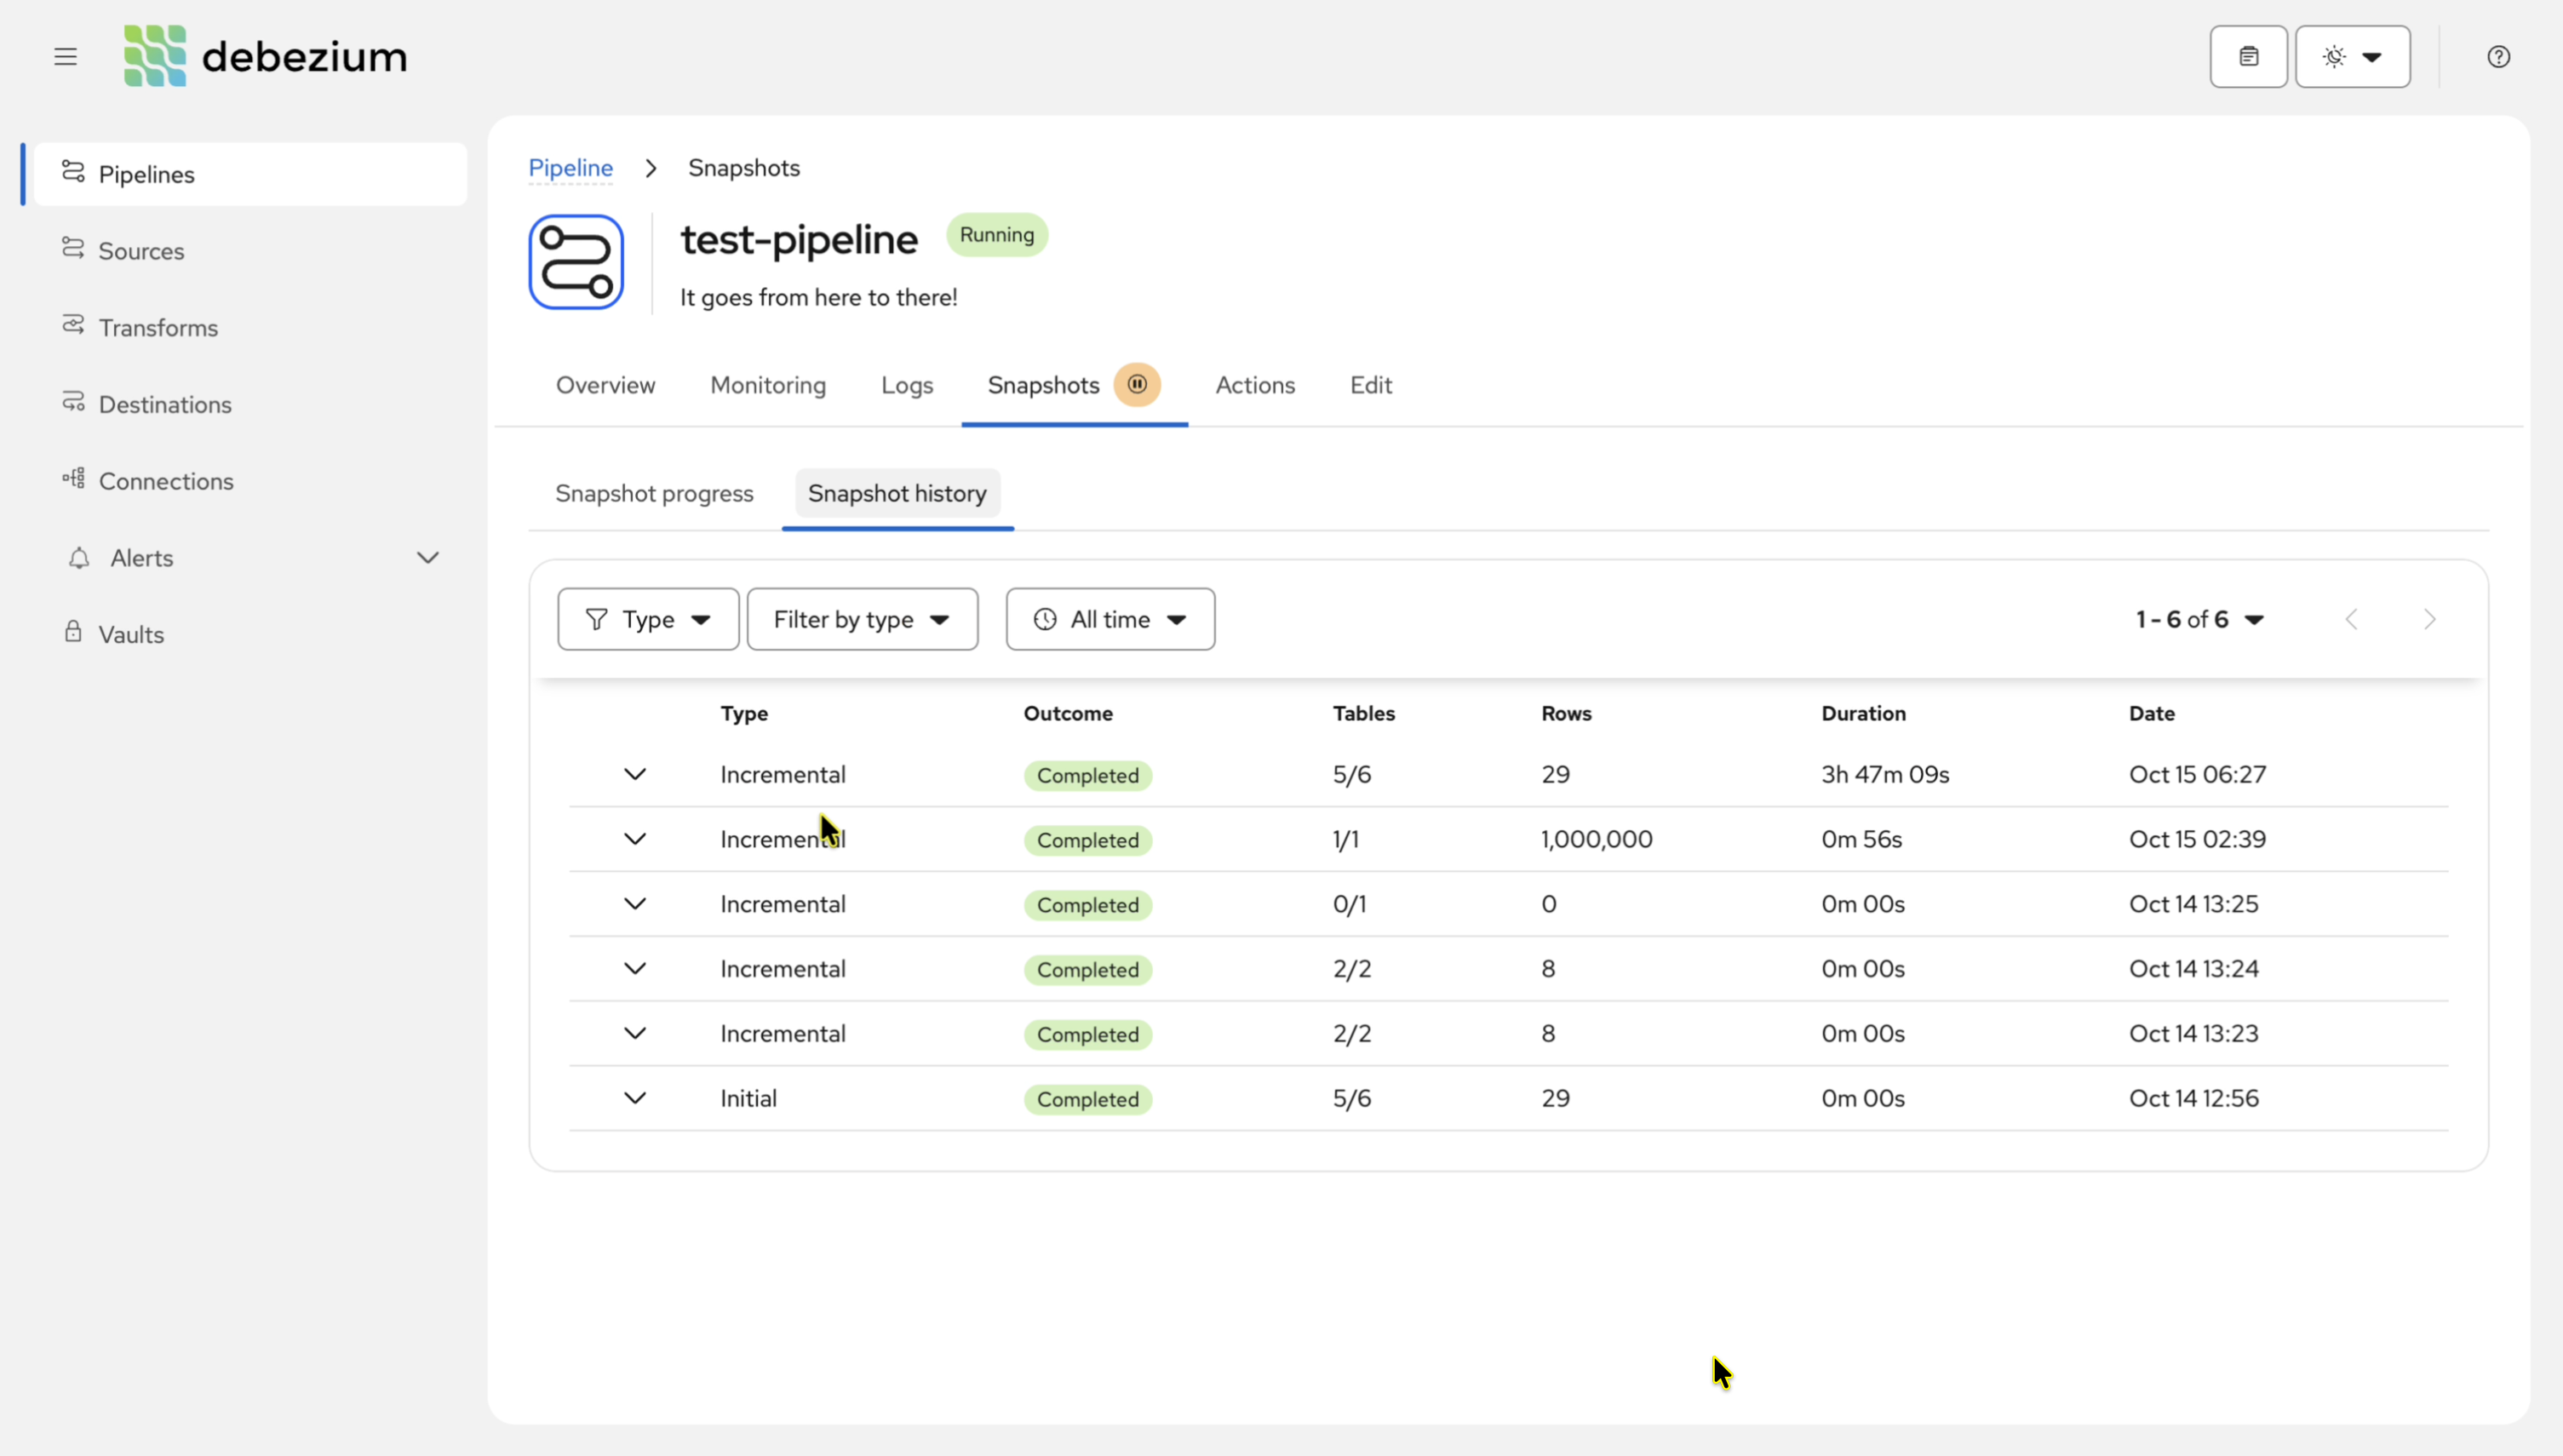 debezium
Pipelines
Sources
Transforms
Destinations
Connections
Alerts
Vaults
Pipeline > Snapshots
test-pipeline Running
It goes from here to there!
Overview Monitoring Logs Snapshots Actions Edit
Snapshot progress Snapshot history
Type Filter by type All time 1 - 6 of 6
Type Outcome Tables Rows Duration Date
Incremental Completed 5/6 29 3h 47m 09s Oct 15 06:27
Incremental Completed 1/1 1,000,000 0m 56s Oct 15 02:39
Incremental Completed 0/1 0 0m 00s Oct 14 13:25
Incremental Completed 2/2 8 0m 00s Oct 14 13:24
Incremental Completed 2/2 8 0m 00s Oct 14 13:23
Initial Completed 5/6 29 0m 00s Oct 14 12:56